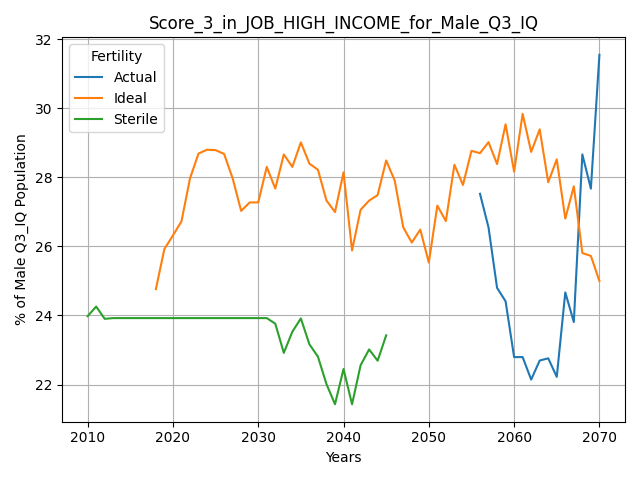 Score_3_in_JOB_HIGH_INCOME_for_Male_Q3_IQ
Fertility
Actual
Ideal
Sterile
% of Male Q3_IQ Population
32
30
28
26
24
22
2010 2020 2030 2040 2050 2060 2070
Years